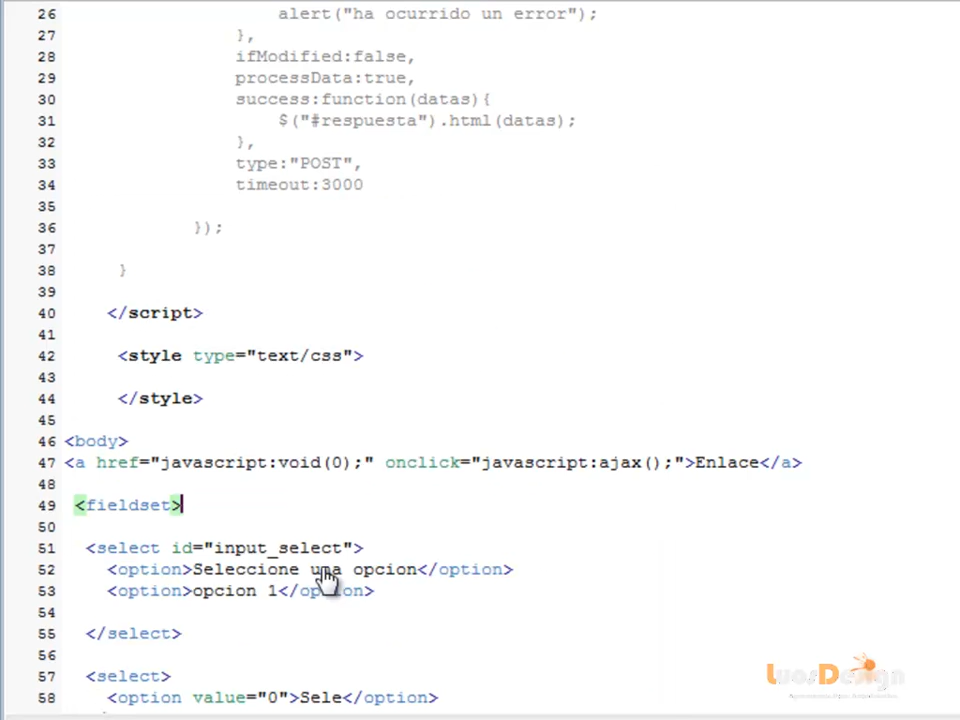 26 alert("ha ocurrido un error");
27 },
28 ifModified:false,
29 processData:true,
30 success:function(datas){
31 $("#respuesta").html(datas);
32 },
33 type:"POST",
34 timeout:3000
35
36 });
37
38 }
39
40 </script>
41
42 <style type="text/css">
43
44 </style>
45
46 <body>
47 <a href="javascript:void(0);" onclick="javascript:ajax();">Enlace</a>
48
49 <fieldset>
50
51 <select id="input_select">
52 <option>Seleccione una opcion</option>
53 <option>opcion 1</option>
54
55 </select>
56
57 <select>
58 <option value="0">Sele</option>
LuosDesign